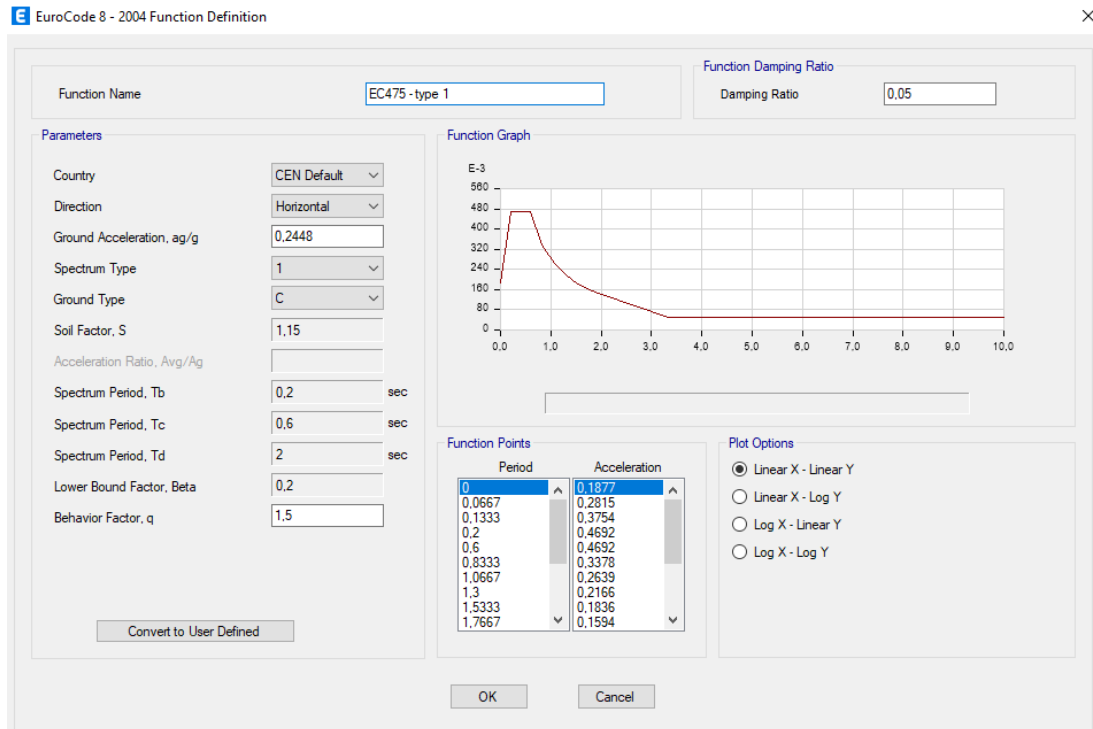 E EuroCode 8 - 2004 Function Definition
Function Name EC475 - type 1
Function Damping Ratio
Damping Ratio 0,05
Parameters
Country CEN Default
Direction Horizontal
Ground Acceleration, ag/g 0,2448
Spectrum Type 1
Ground Type C
Soil Factor, S 1,15
Acceleration Ratio, Avg/Ag
Spectrum Period, Tb 0,2 sec
Spectrum Period, Tc 0,6 sec
Spectrum Period, Td 2 sec
Lower Bound Factor, Beta 0,2
Behavior Factor, q 1,5
Convert to User Defined
Function Graph
E-3
560
480
400
320
240
160
80
0
0,0 1,0 2,0 3,0 4,0 5,0 6,0 7,0 8,0 9,0 10,0
Function Points
Period Acceleration
0 0,1877
0,0667 0,2815
0,1333 0,3754
0,2 0,4692
0,6 0,4692
0,8333 0,3378
1,0667 0,2639
1,3 0,2166
1,5333 0,1836
1,7667 0,1594
Plot Options
Linear X - Linear Y
Linear X - Log Y
Log X - Linear Y
Log X - Log Y
OK Cancel